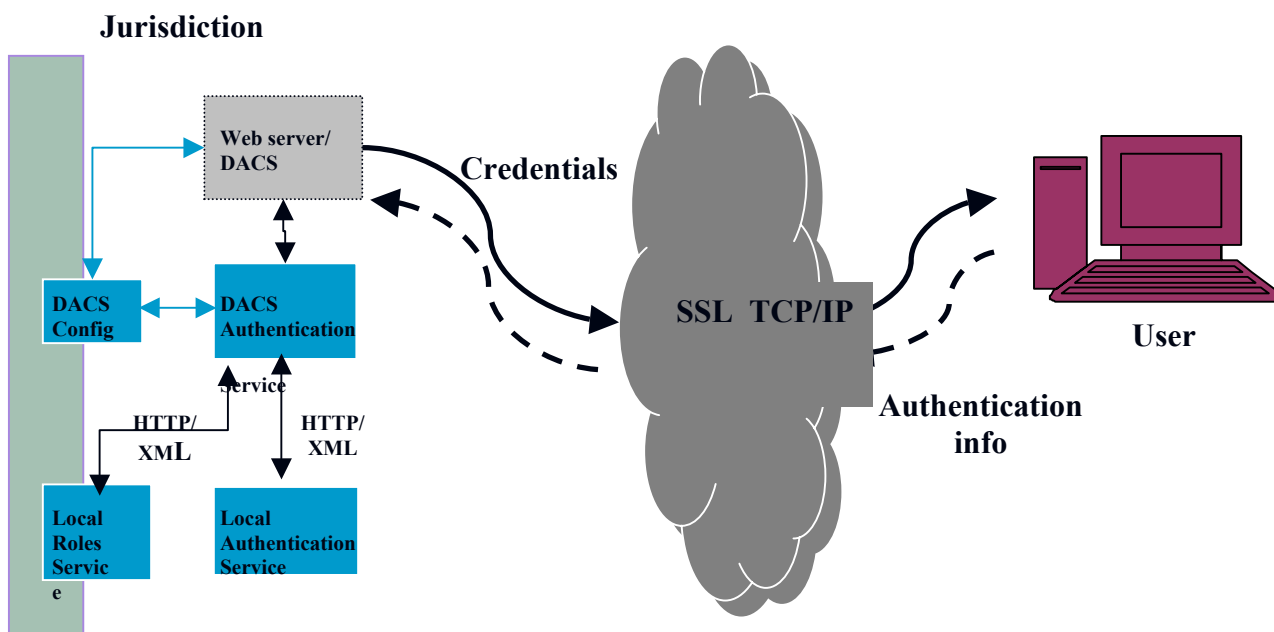 Jurisdiction
Web server/
DACS
Credentials
DACS
Config
DACS
Authentication
Service
SSL TCP/IP
User
HTTP/
XML
HTTP/
XML
Authentication
info
Local
Roles
Servic
e
Local
Authentication
Service